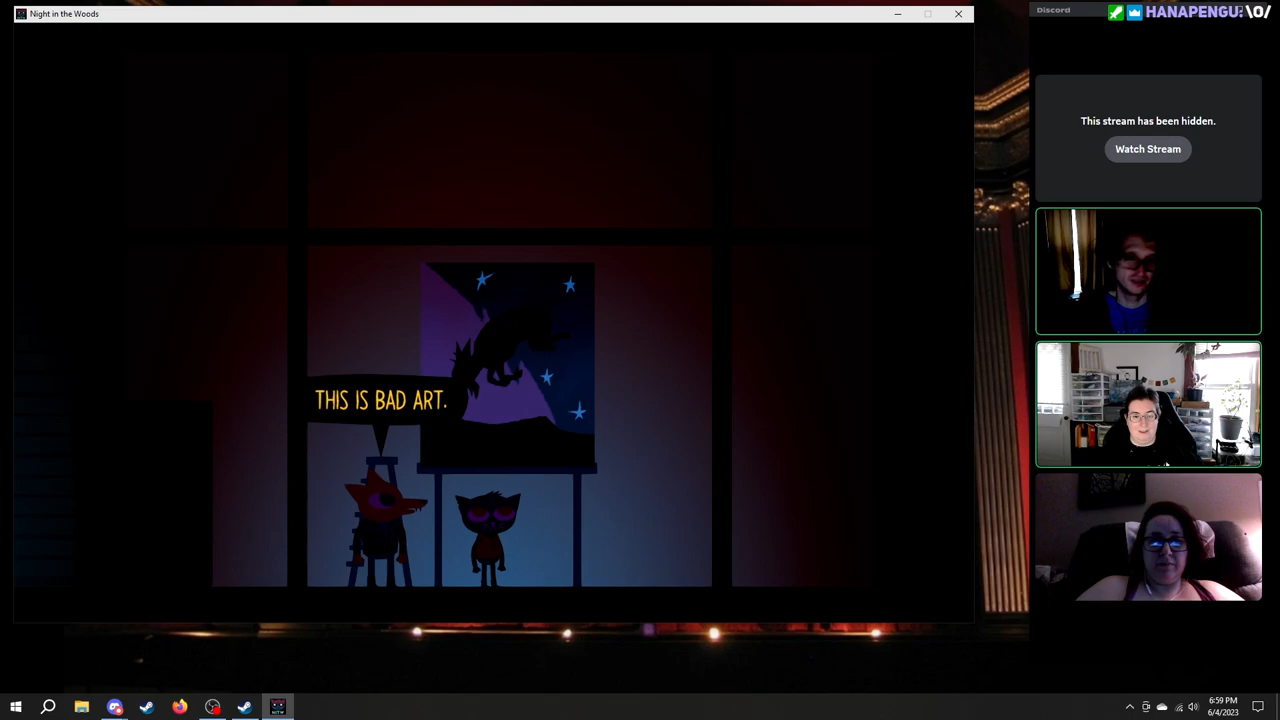 Night in the Woods
Discord
HANAPENGU! \O/
This stream has been hidden.
Watch Stream
THIS IS BAD ART.
NITW
6:59 PM
6/4/2023